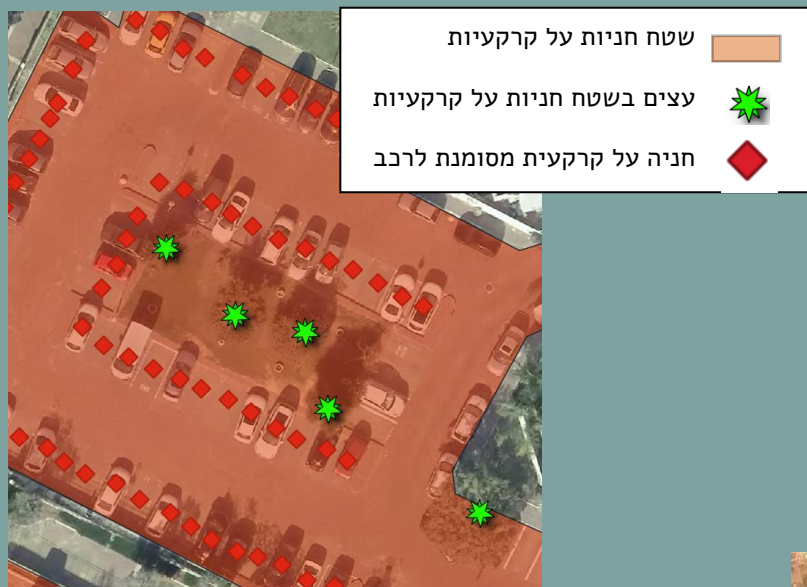 שטח חניות על קרקעיות
עצים בשטח חניות על קרקעיות
חניה על קרקעית מסומנת לרכב